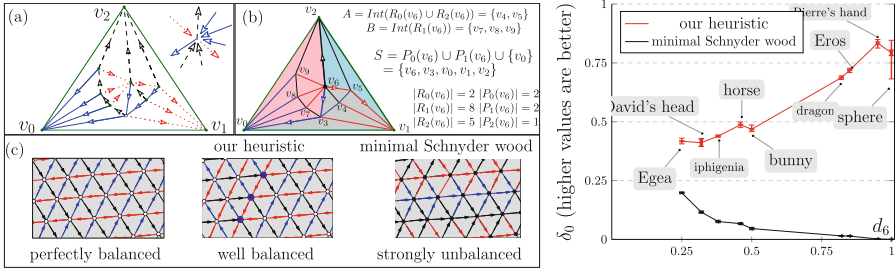 (a)
v2
v0
v1
(b)
v2
v9
v6
v8
v5
v4
v7
v3
v0
v1
A = Int(R0(v6) ∪ R2(v6)) = {v4, v5}
B = Int(R1(v6)) = {v7, v8, v9}
S = P0(v6) ∪ P1(v6) ∪ {v0}
= {v6, v3, v0, v1, v2}
|R0(v6)| = 2 |P0(v6)| = 2
|R1(v6)| = 8 |P1(v6)| = 2
|R2(v6)| = 5 |P2(v6)| = 1
(c)
our heuristic
minimal Schnyder wood
perfectly balanced
well balanced
strongly unbalanced
δ0 (higher values are better)
1
0.75
0.5
0.25
0
our heuristic
minimal Schnyder wood
Pierre's hand
Eros
dragon
sphere
horse
David's head
iphigenia
bunny
Egea
d6
0.25
0.5
0.75
1